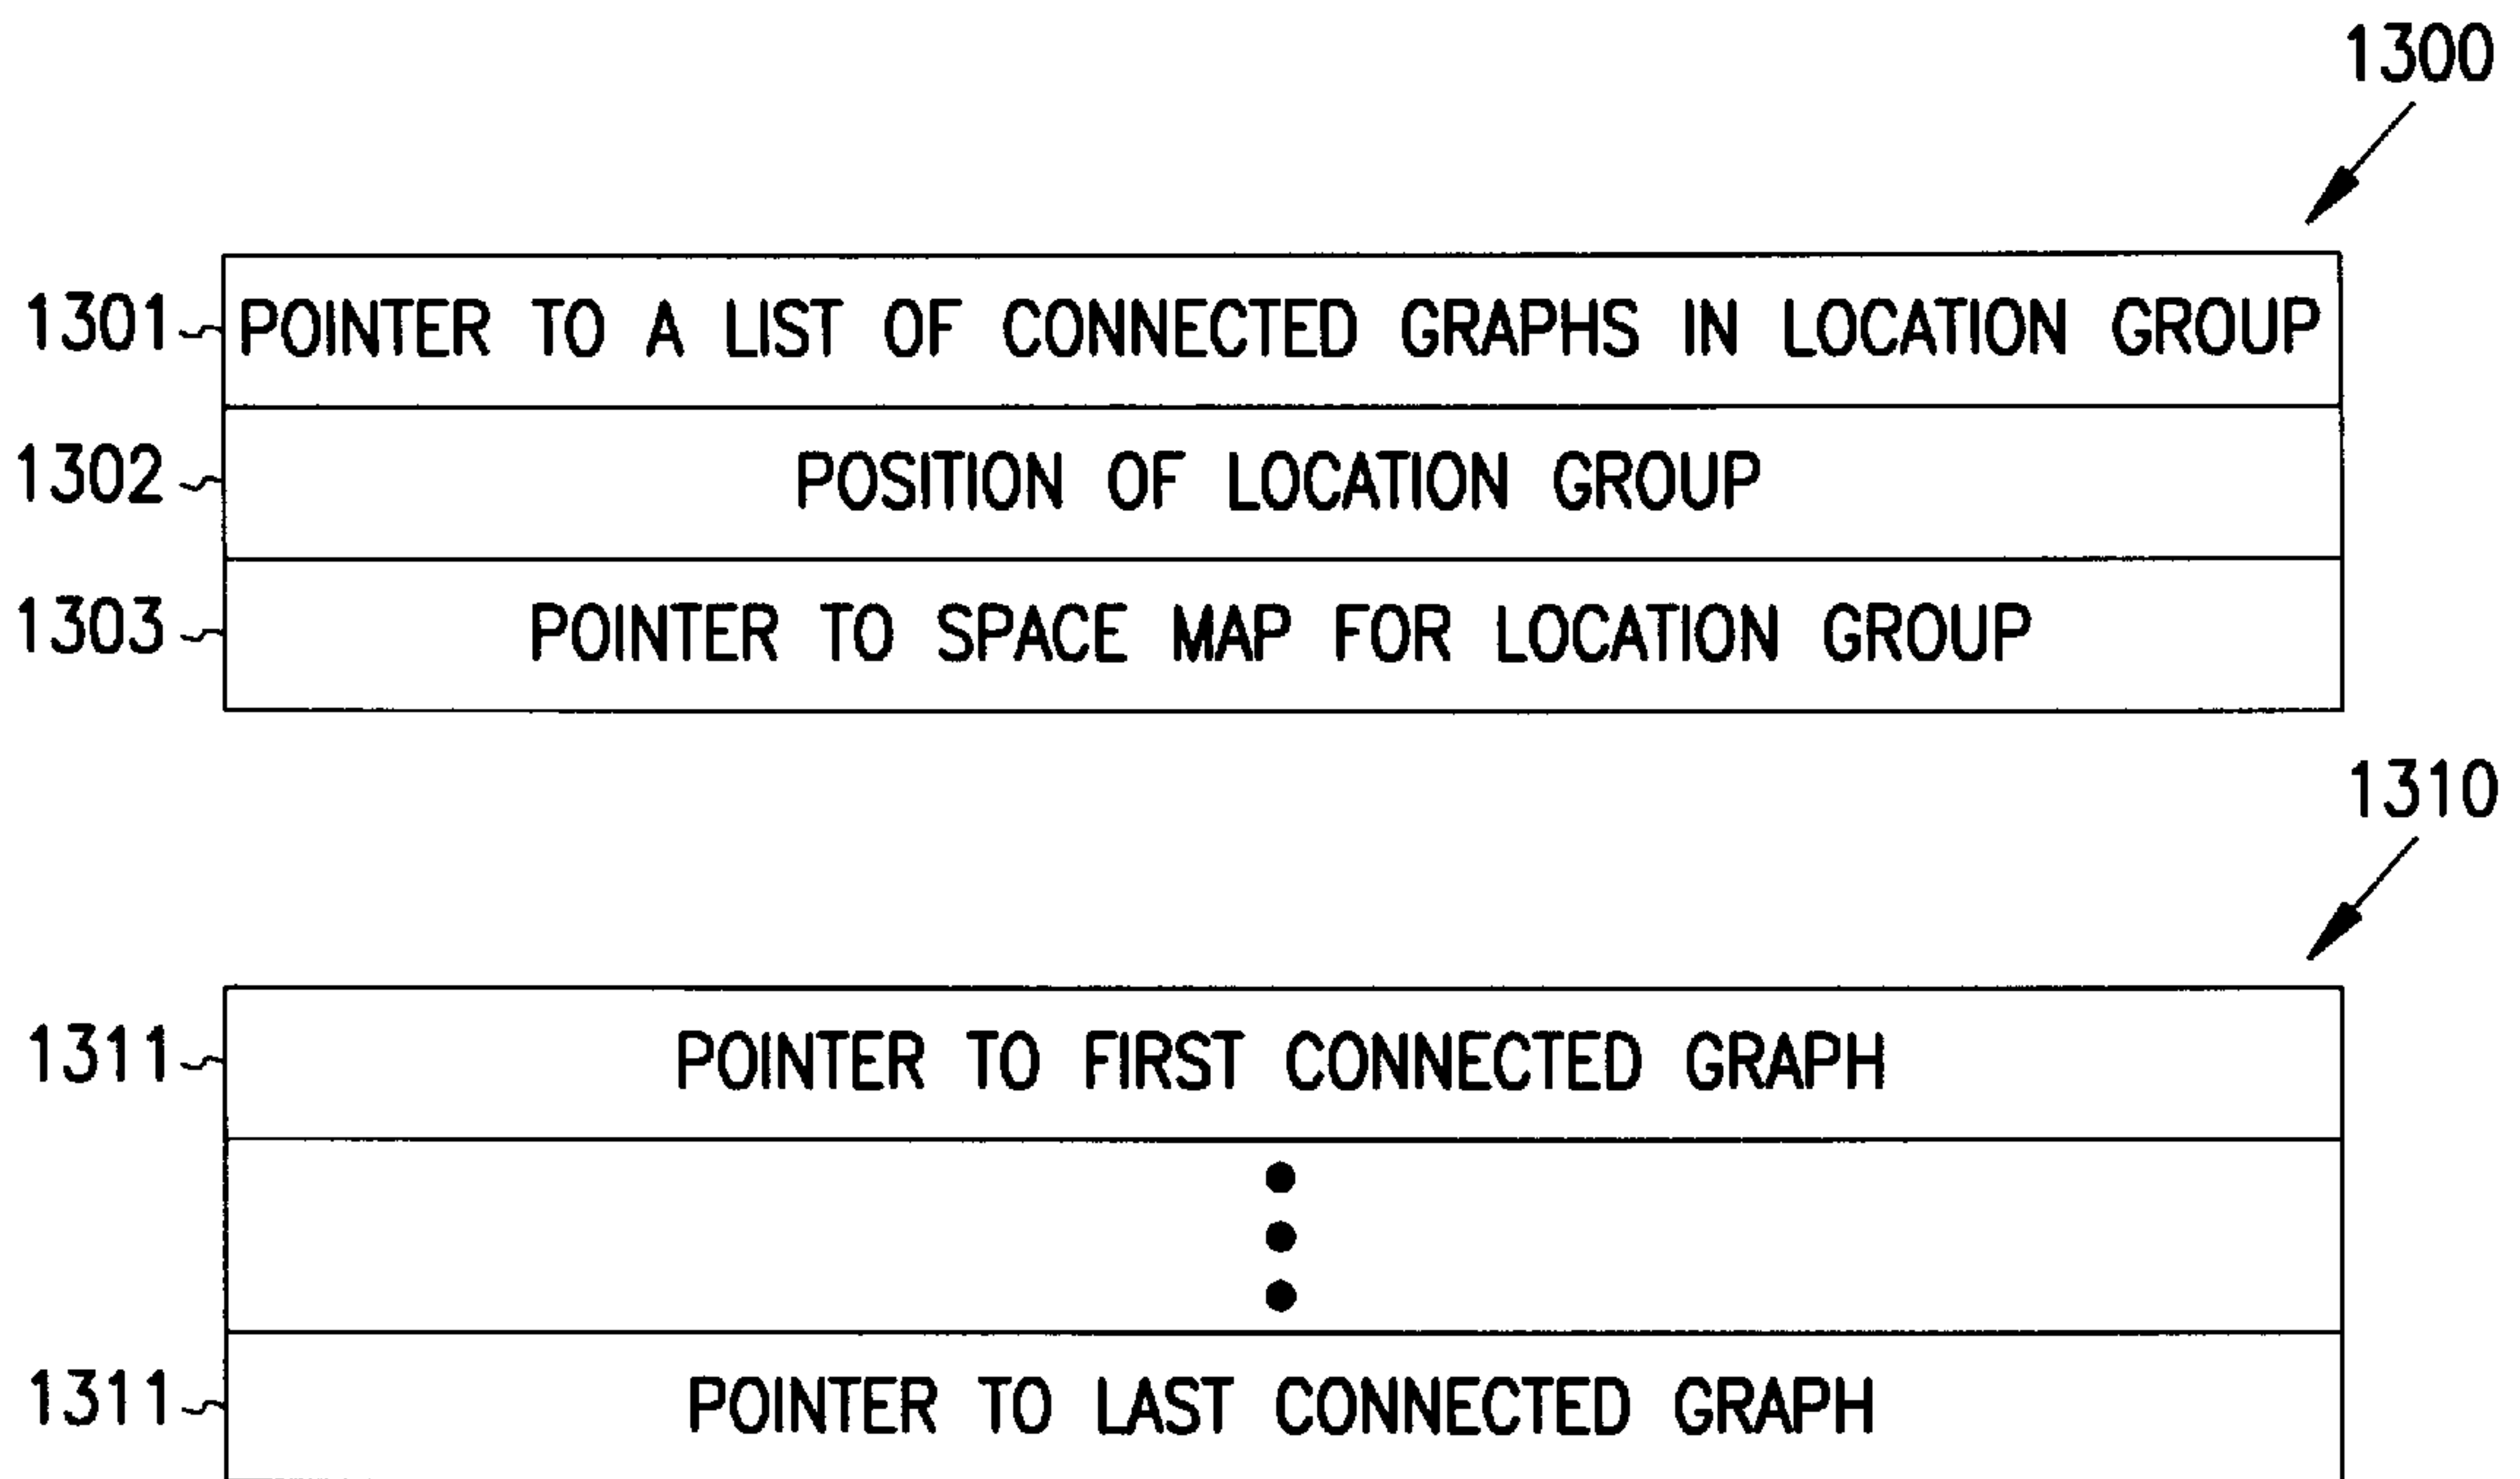 1300
1301 POINTER TO A LIST OF CONNECTED GRAPHS IN LOCATION GROUP
1302 POSITION OF LOCATION GROUP
1303 POINTER TO SPACE MAP FOR LOCATION GROUP
1310
1311 POINTER TO FIRST CONNECTED GRAPH
1311 POINTER TO LAST CONNECTED GRAPH